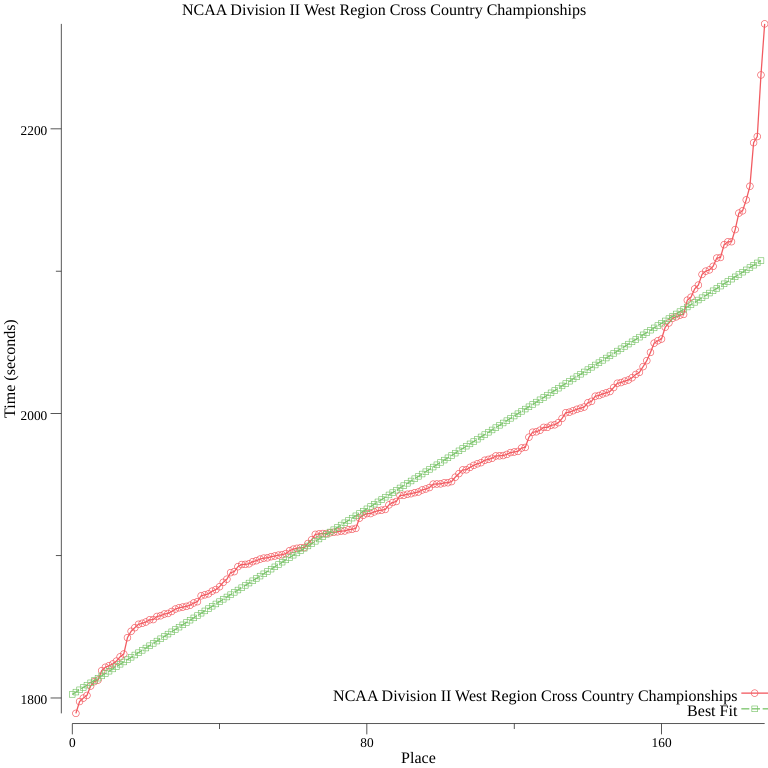 NCAA Division II West Region Cross Country Championships
2200
Time (seconds)
2000
1800
NCAA Division II West Region Cross Country Championships
Best Fit
0 80 160
Place